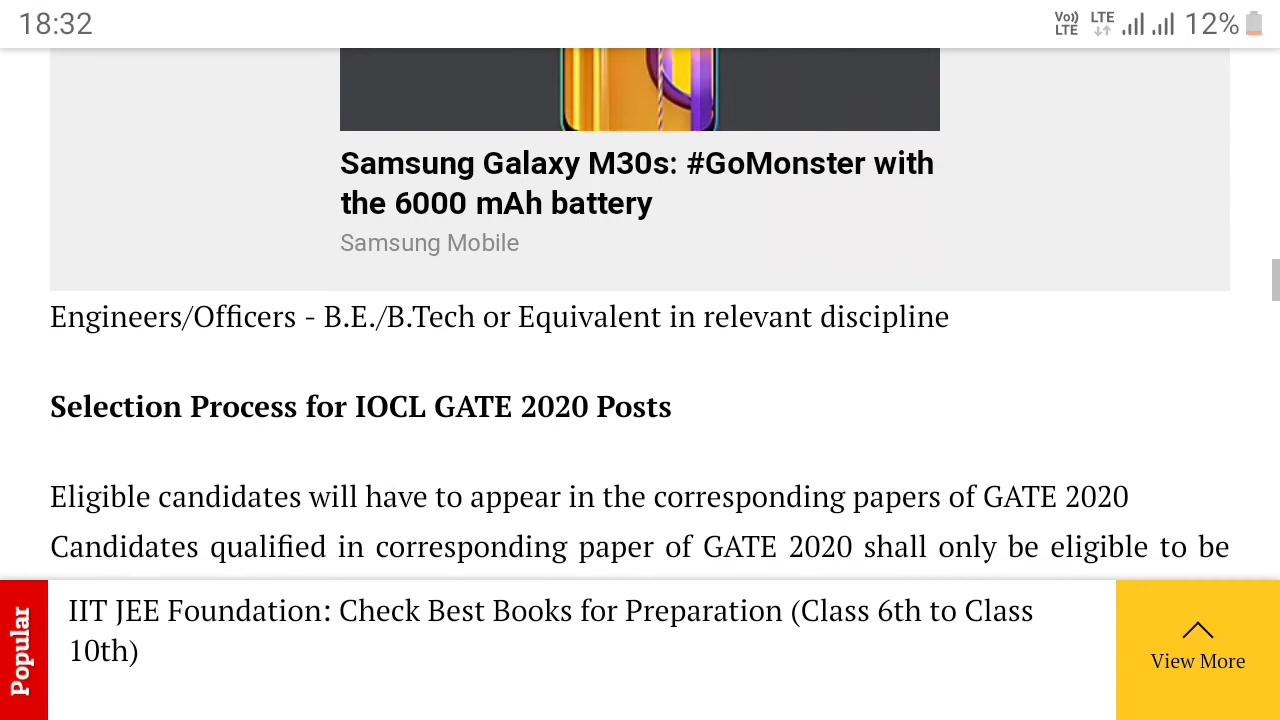 18:32
Vo)) LTE LTE 12%
Samsung Galaxy M30s: #GoMonster with
the 6000 mAh battery
Samsung Mobile
Engineers/Officers - B.E./B.Tech or Equivalent in relevant discipline
Selection Process for IOCL GATE 2020 Posts
Eligible candidates will have to appear in the corresponding papers of GATE 2020
Candidates qualified in corresponding paper of GATE 2020 shall only be eligible to be
Popular
IIT JEE Foundation: Check Best Books for Preparation (Class 6th to Class
10th)
View More